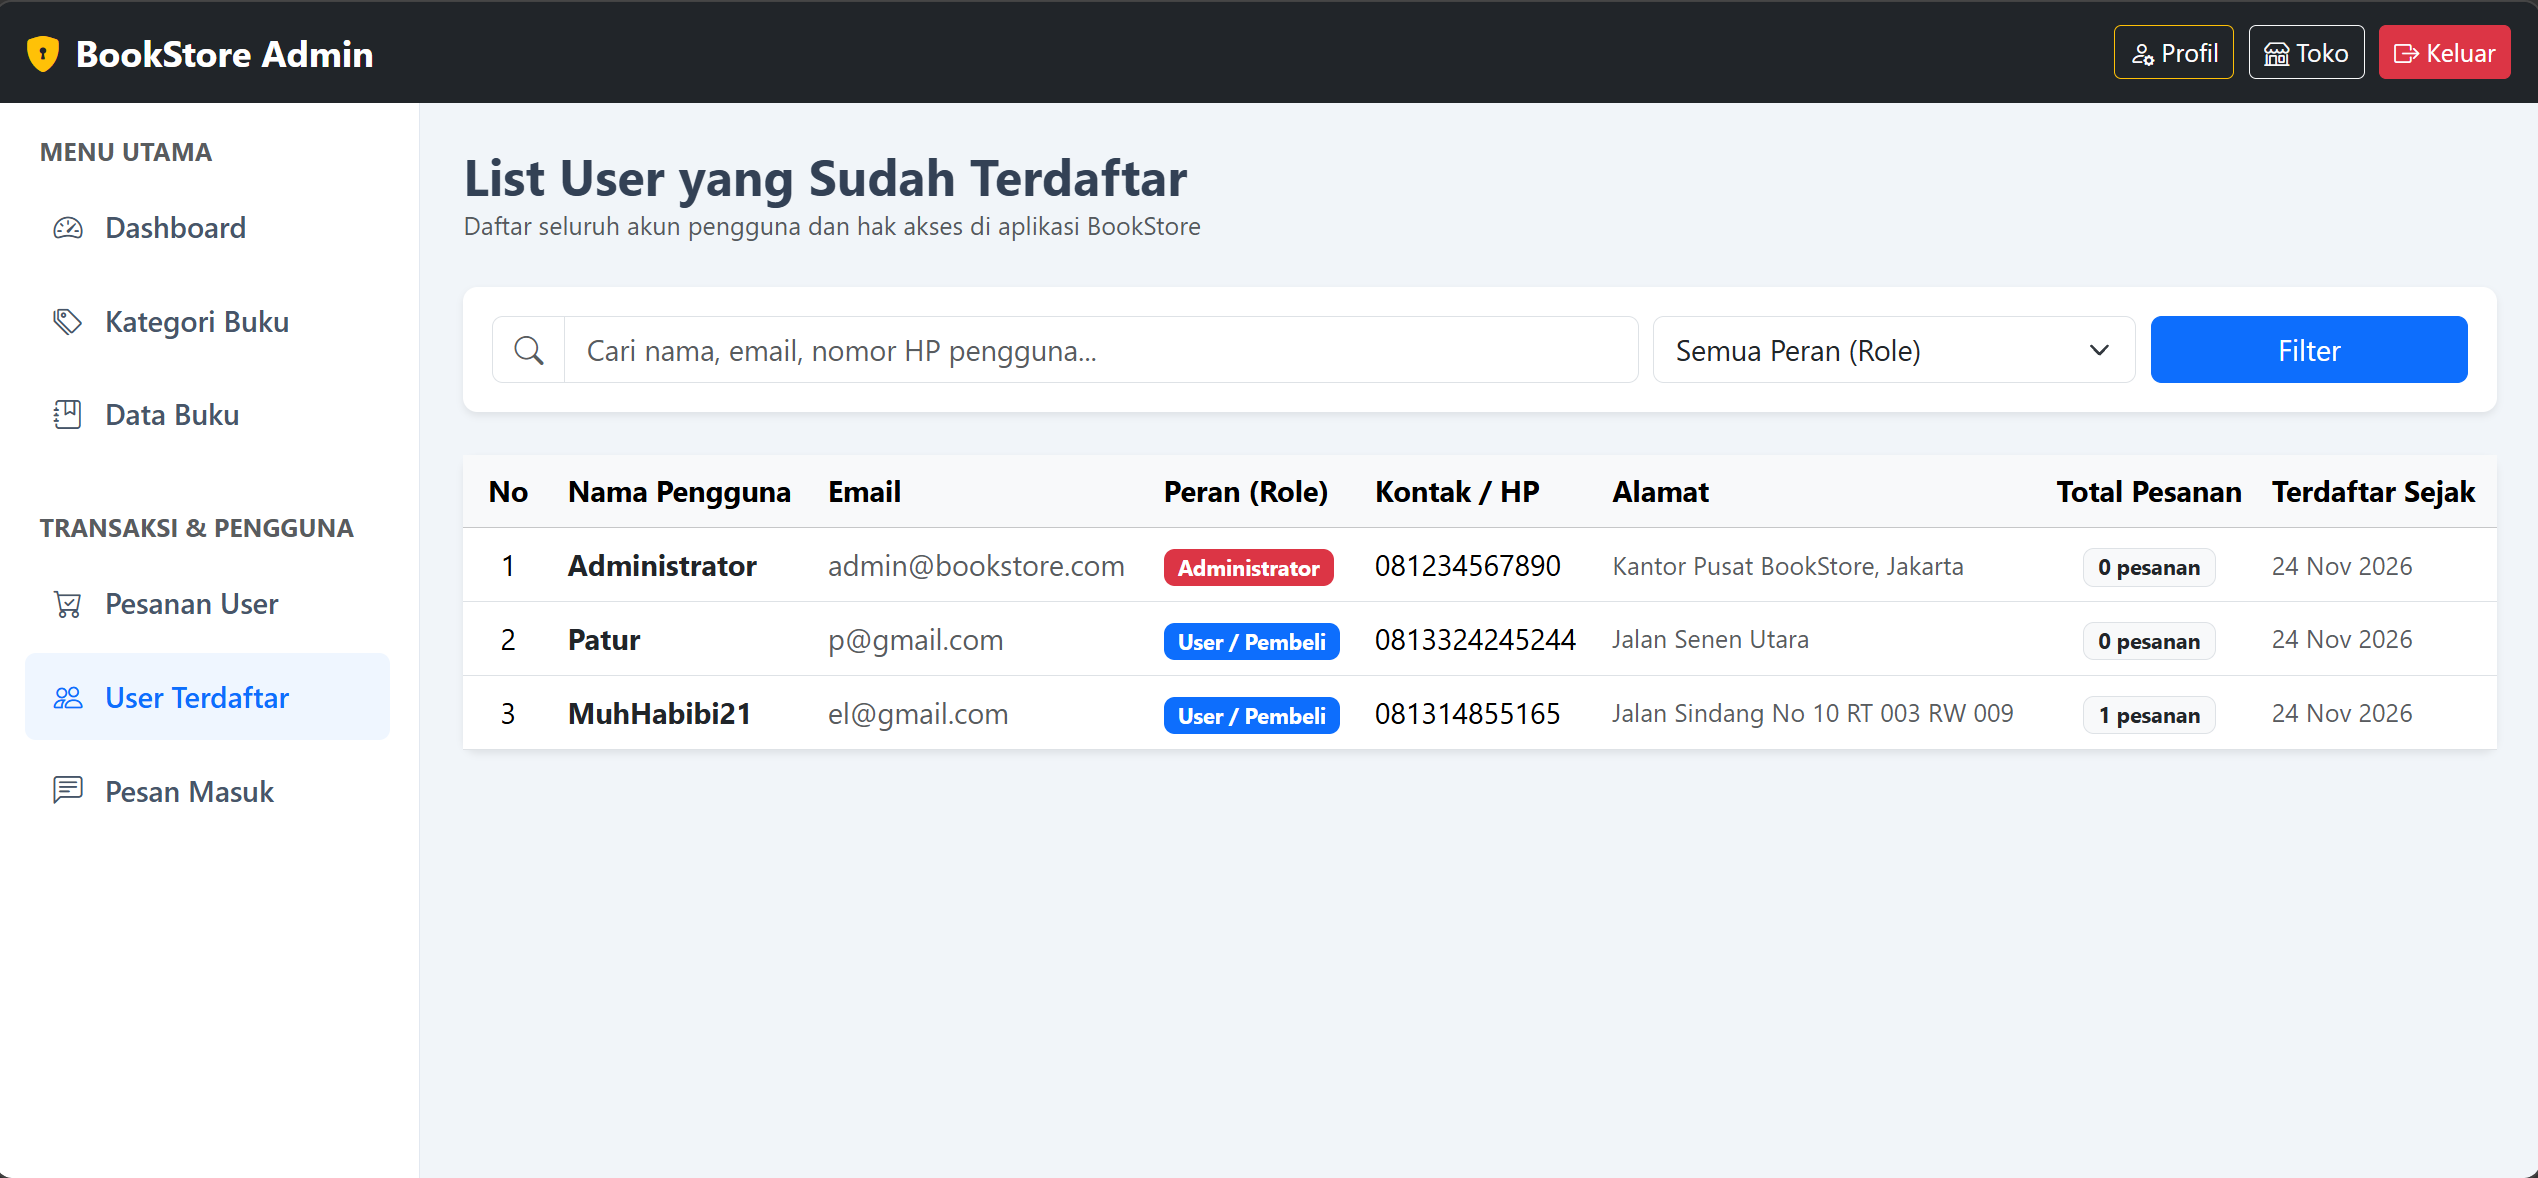 BookStore Admin
Profil
Toko
Keluar
MENU UTAMA
Dashboard
Kategori Buku
Data Buku
TRANSAKSI & PENGGUNA
Pesanan User
User Terdaftar
Pesan Masuk
List User yang Sudah Terdaftar
Daftar seluruh akun pengguna dan hak akses di aplikasi BookStore
Cari nama, email, nomor HP pengguna...
Semua Peran (Role)
Filter
No Nama Pengguna Email Peran (Role) Kontak / HP Alamat Total Pesanan Terdaftar Sejak
1 Administrator admin@bookstore.com Administrator 081234567890 Kantor Pusat BookStore, Jakarta 0 pesanan 24 Nov 2026
2 Patur p@gmail.com User / Pembeli 0813324245244 Jalan Senen Utara 0 pesanan 24 Nov 2026
3 MuhHabibi21 el@gmail.com User / Pembeli 081314855165 Jalan Sindang No 10 RT 003 RW 009 1 pesanan 24 Nov 2026